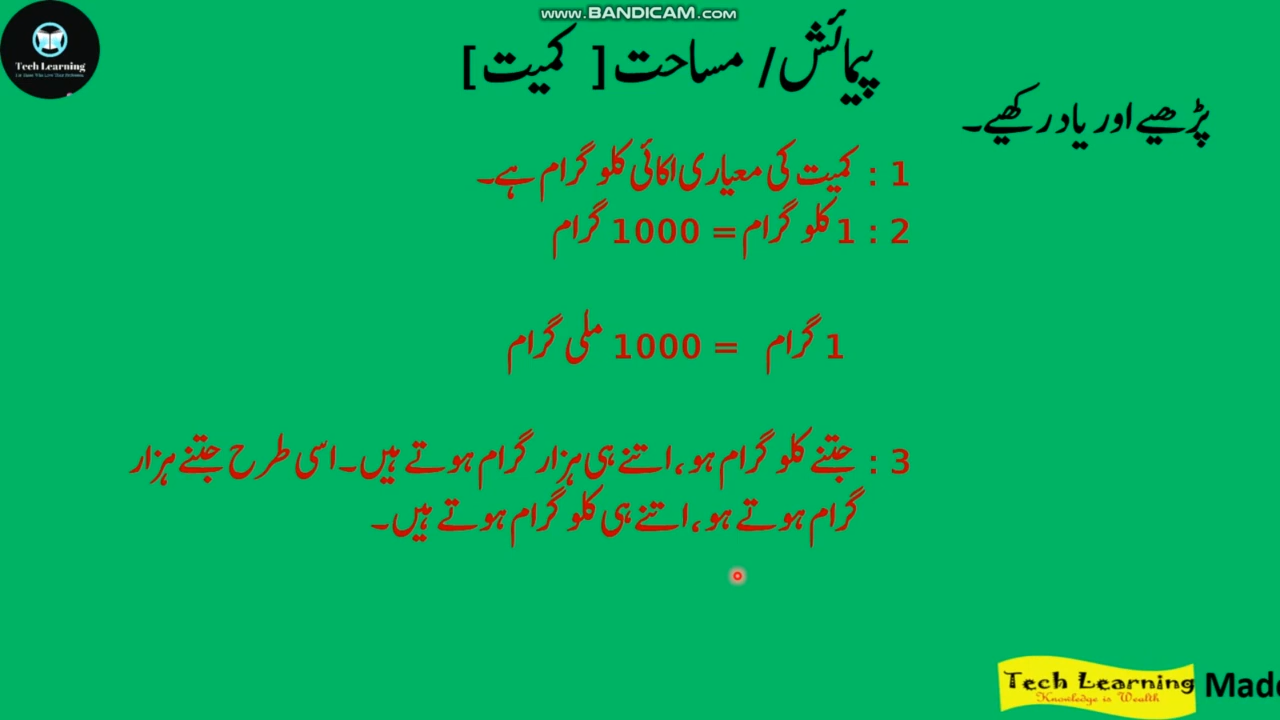 www.BANDICAM.com
Tech Learning
پیمائش/ مساحت[ کمیت]
پڑھیے اور یاد رکھیے۔
1 : کمیت کی معیاری اکائی کلو گرام ہے۔
2 : 1 کلو گرام= 1000 گرام
1 گرام = 1000 ملی گرام
3 : جتنے کلو گرام ہو، اتنے ہی ہزار گرام ہوتے ہیں۔ اسی طرح جتنے ہزار
گرام ہوتے ہو، اتنے ہی کلو گرام ہوتے ہیں۔
Tech Learning
Knowledge is Wealth
Made